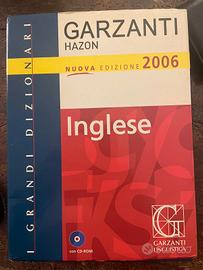 I GRANDI DIZIONARI
GARZANTI
HAZON
NUOVA EDIZIONE 2006
Inglese
con CD-ROM
G
GARZANTI
LINGUISTICA